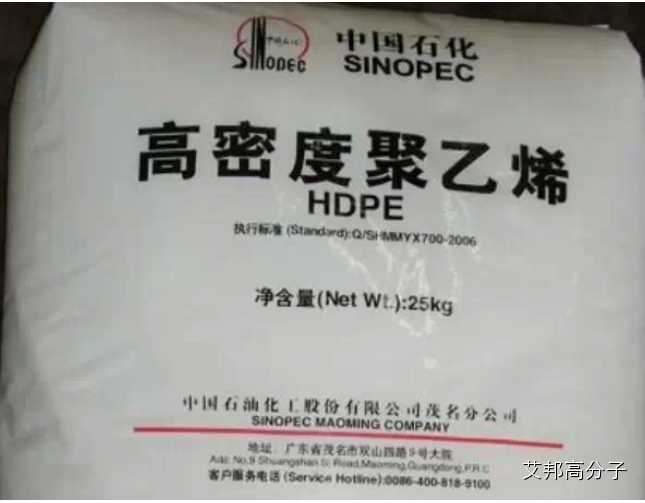 中国石化
SINOPEC
SINOPEC
高密度聚乙烯
HDPE
执行标准 (Standard):Q/SHMMYX700-2006
净含量(Net Wt.):25kg
中国石油化工股份有限公司茂名分公司
SINOPEC MAOMING COMPANY
地址: 广东省茂名市双山四路9号大院
Add: No.9 Shuangshan Si Road,Maoming,Guangdong,P.R.C
客户服务电话 (Service Hotline):0086-400-818-9100
艾邦高分子